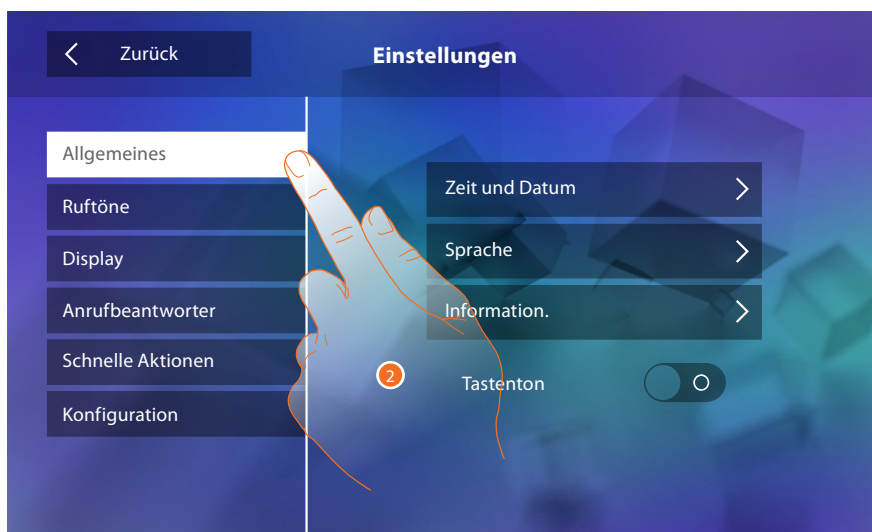 Zurück
Einstellungen
Allgemeines
Ruftöne
Display
Anrufbeantworter
Schnelle Aktionen
Konfiguration
Zeit und Datum
Sprache
Information.
2
Tastenton